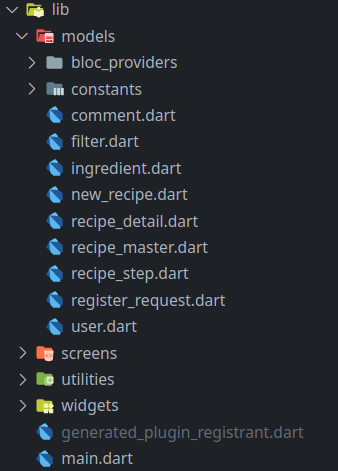 lib
models
bloc_providers
constants
comment.dart
filter.dart
ingredient.dart
new_recipe.dart
recipe_detail.dart
recipe_master.dart
recipe_step.dart
register_request.dart
user.dart
screens
utilities
widgets
generated_plugin_registrant.dart
main.dart